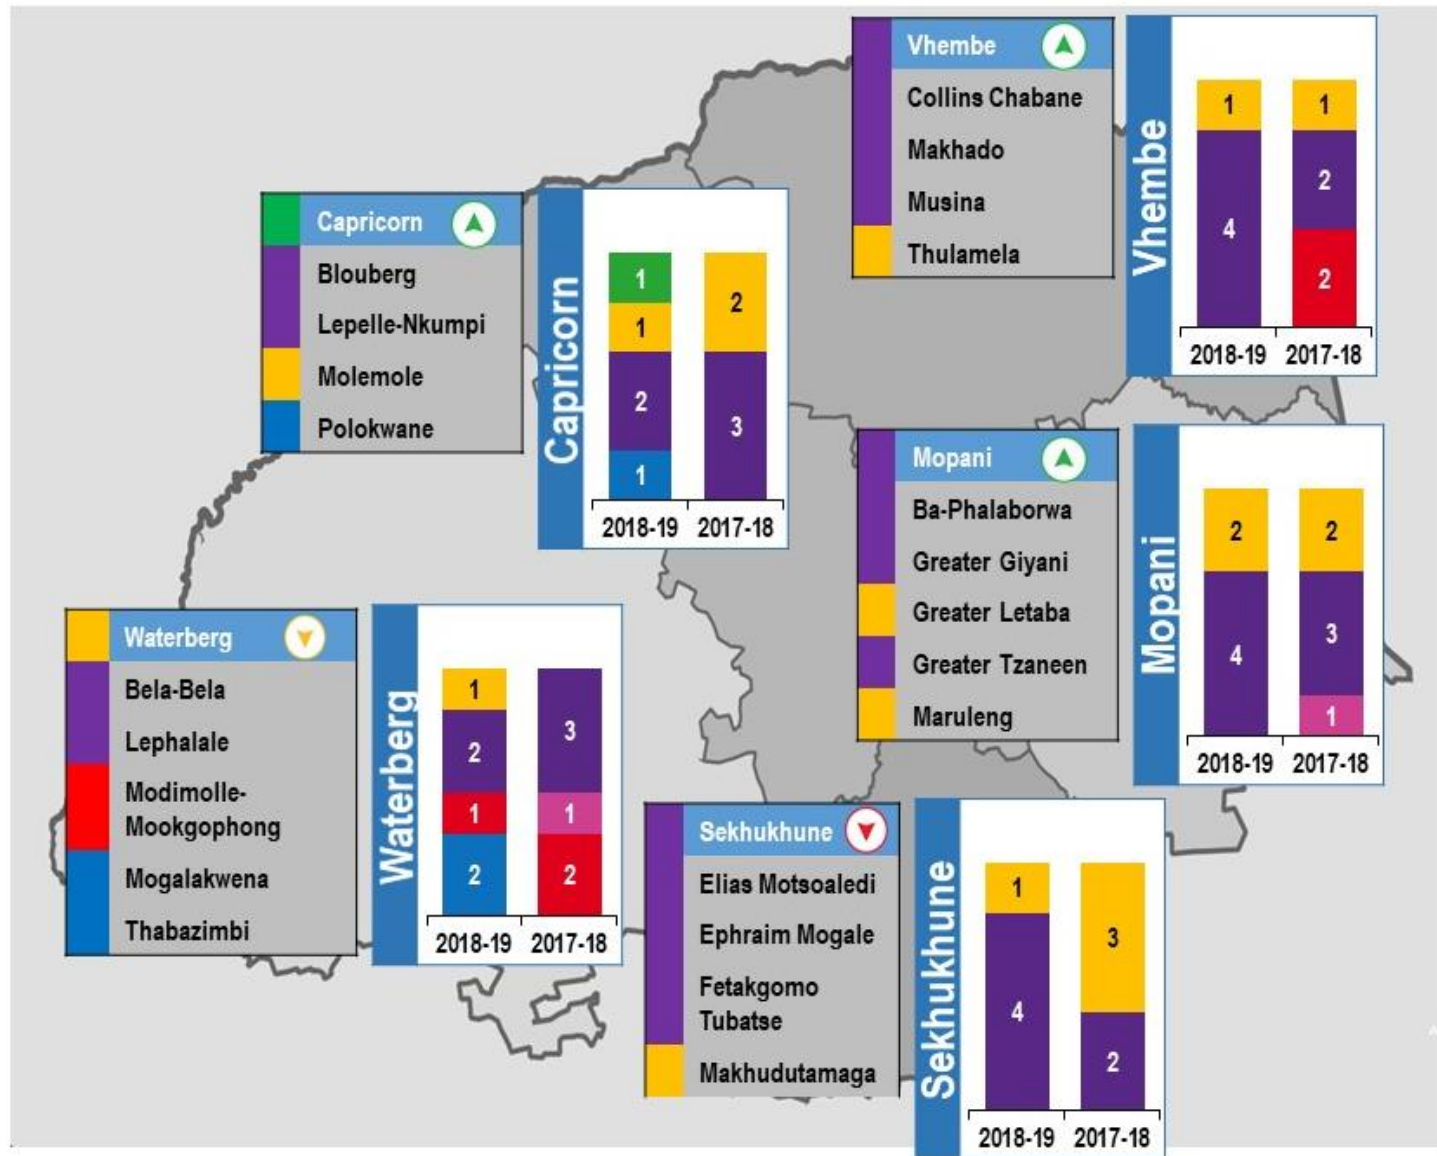 Vhembe
Collins Chabane
Makhado
Musina
Thulamela
Vhembe
1
1
4
2
2
2018-19 2017-18
Capricorn
Blouberg
Lepelle-Nkumpi
Molemole
Polokwane
Capricorn
1
1
2
1
2
3
2018-19 2017-18
Mopani
Ba-Phalaborwa
Greater Giyani
Greater Letaba
Greater Tzaneen
Maruleng
Mopani
2
2
4
3
1
2018-19 2017-18
Waterberg
Bela-Bela
Lephalale
Modimolle-
Mookgophong
Mogalakwena
Thabazimbi
Waterberg
1
2
1
2
3
1
2
2018-19 2017-18
Sekhukhune
Elias Motsoaledi
Ephraim Mogale
Fetakgomo
Tubatse
Makhudutamaga
Sekhukhune
1
4
3
2
2018-19 2017-18